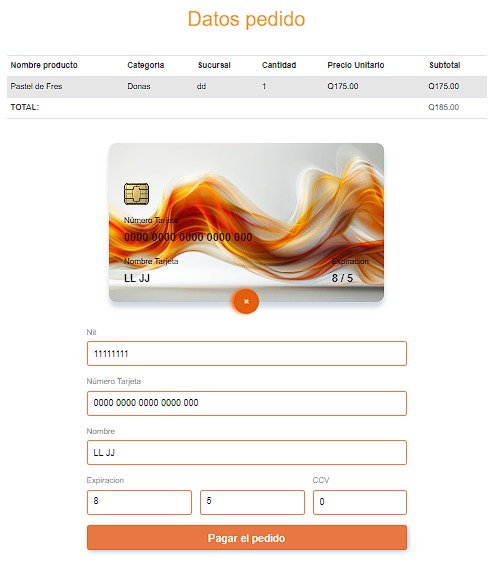 Datos pedido
Nombre producto Categoria Sucursal Cantidad Precio Unitario Subtotal
Pastel de Fres Donas dd 1 Q175.00 Q175.00
TOTAL: Q185.00
Número Tarjeta
0000 0000 0000 0000 000
Nombre Tarjeta Expiracion
LL JJ 8 / 5
×
Nit
11111111
Número Tarjeta
0000 0000 0000 0000 000
Nombre
LL JJ
Expiracion CCV
8 5 0
Pagar el pedido